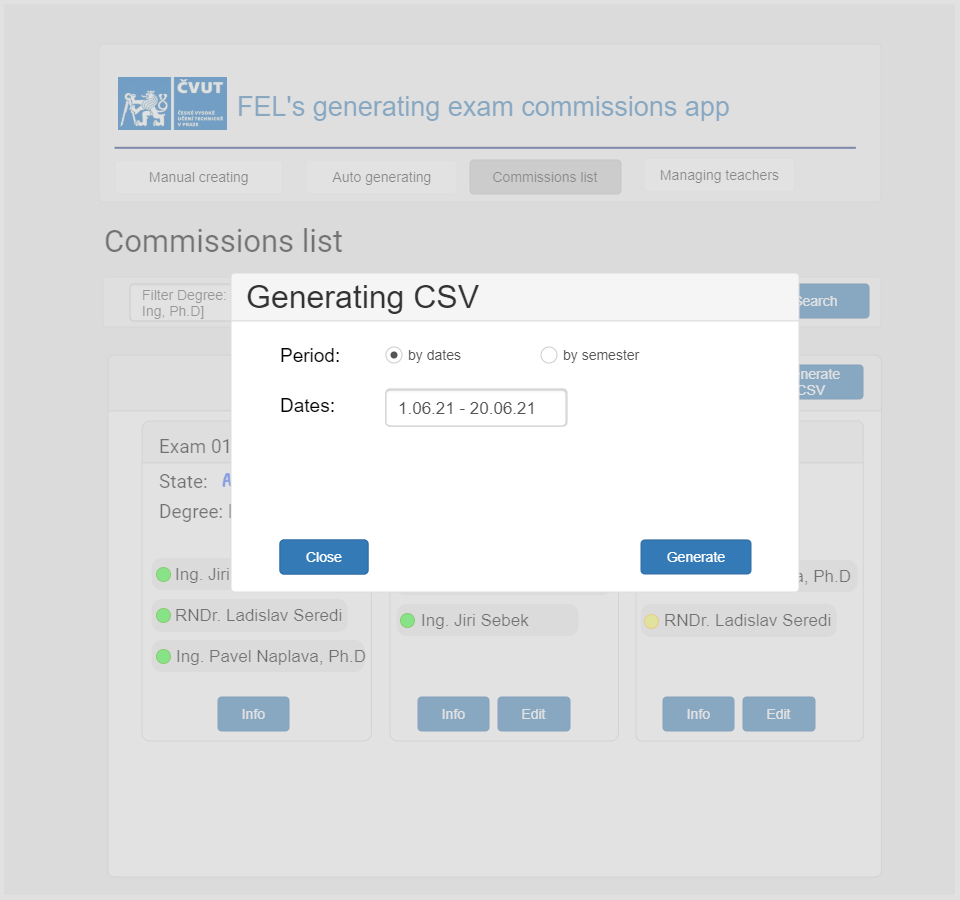 ČVUT
ČESKÉ VYSOKÉ
UČENÍ TECHNICKÉ
V PRAZE
FEL's generating exam commissions app
Manual creating
Auto generating
Commissions list
Managing teachers
Commissions list
Filter Degree:
Ing, Ph.D]
Search
Generating CSV
Period:
by dates
by semester
Dates:
1.06.21 - 20.06.21
Close
Generate
nerate
CSV
Exam 01
State:
Degree:
Ing. Jiri
RNDr. Ladislav Seredi
Ing. Pavel Naplava, Ph.D
Info
Ing. Jiri Sebek
Info
Edit
a, Ph.D
RNDr. Ladislav Seredi
Info
Edit